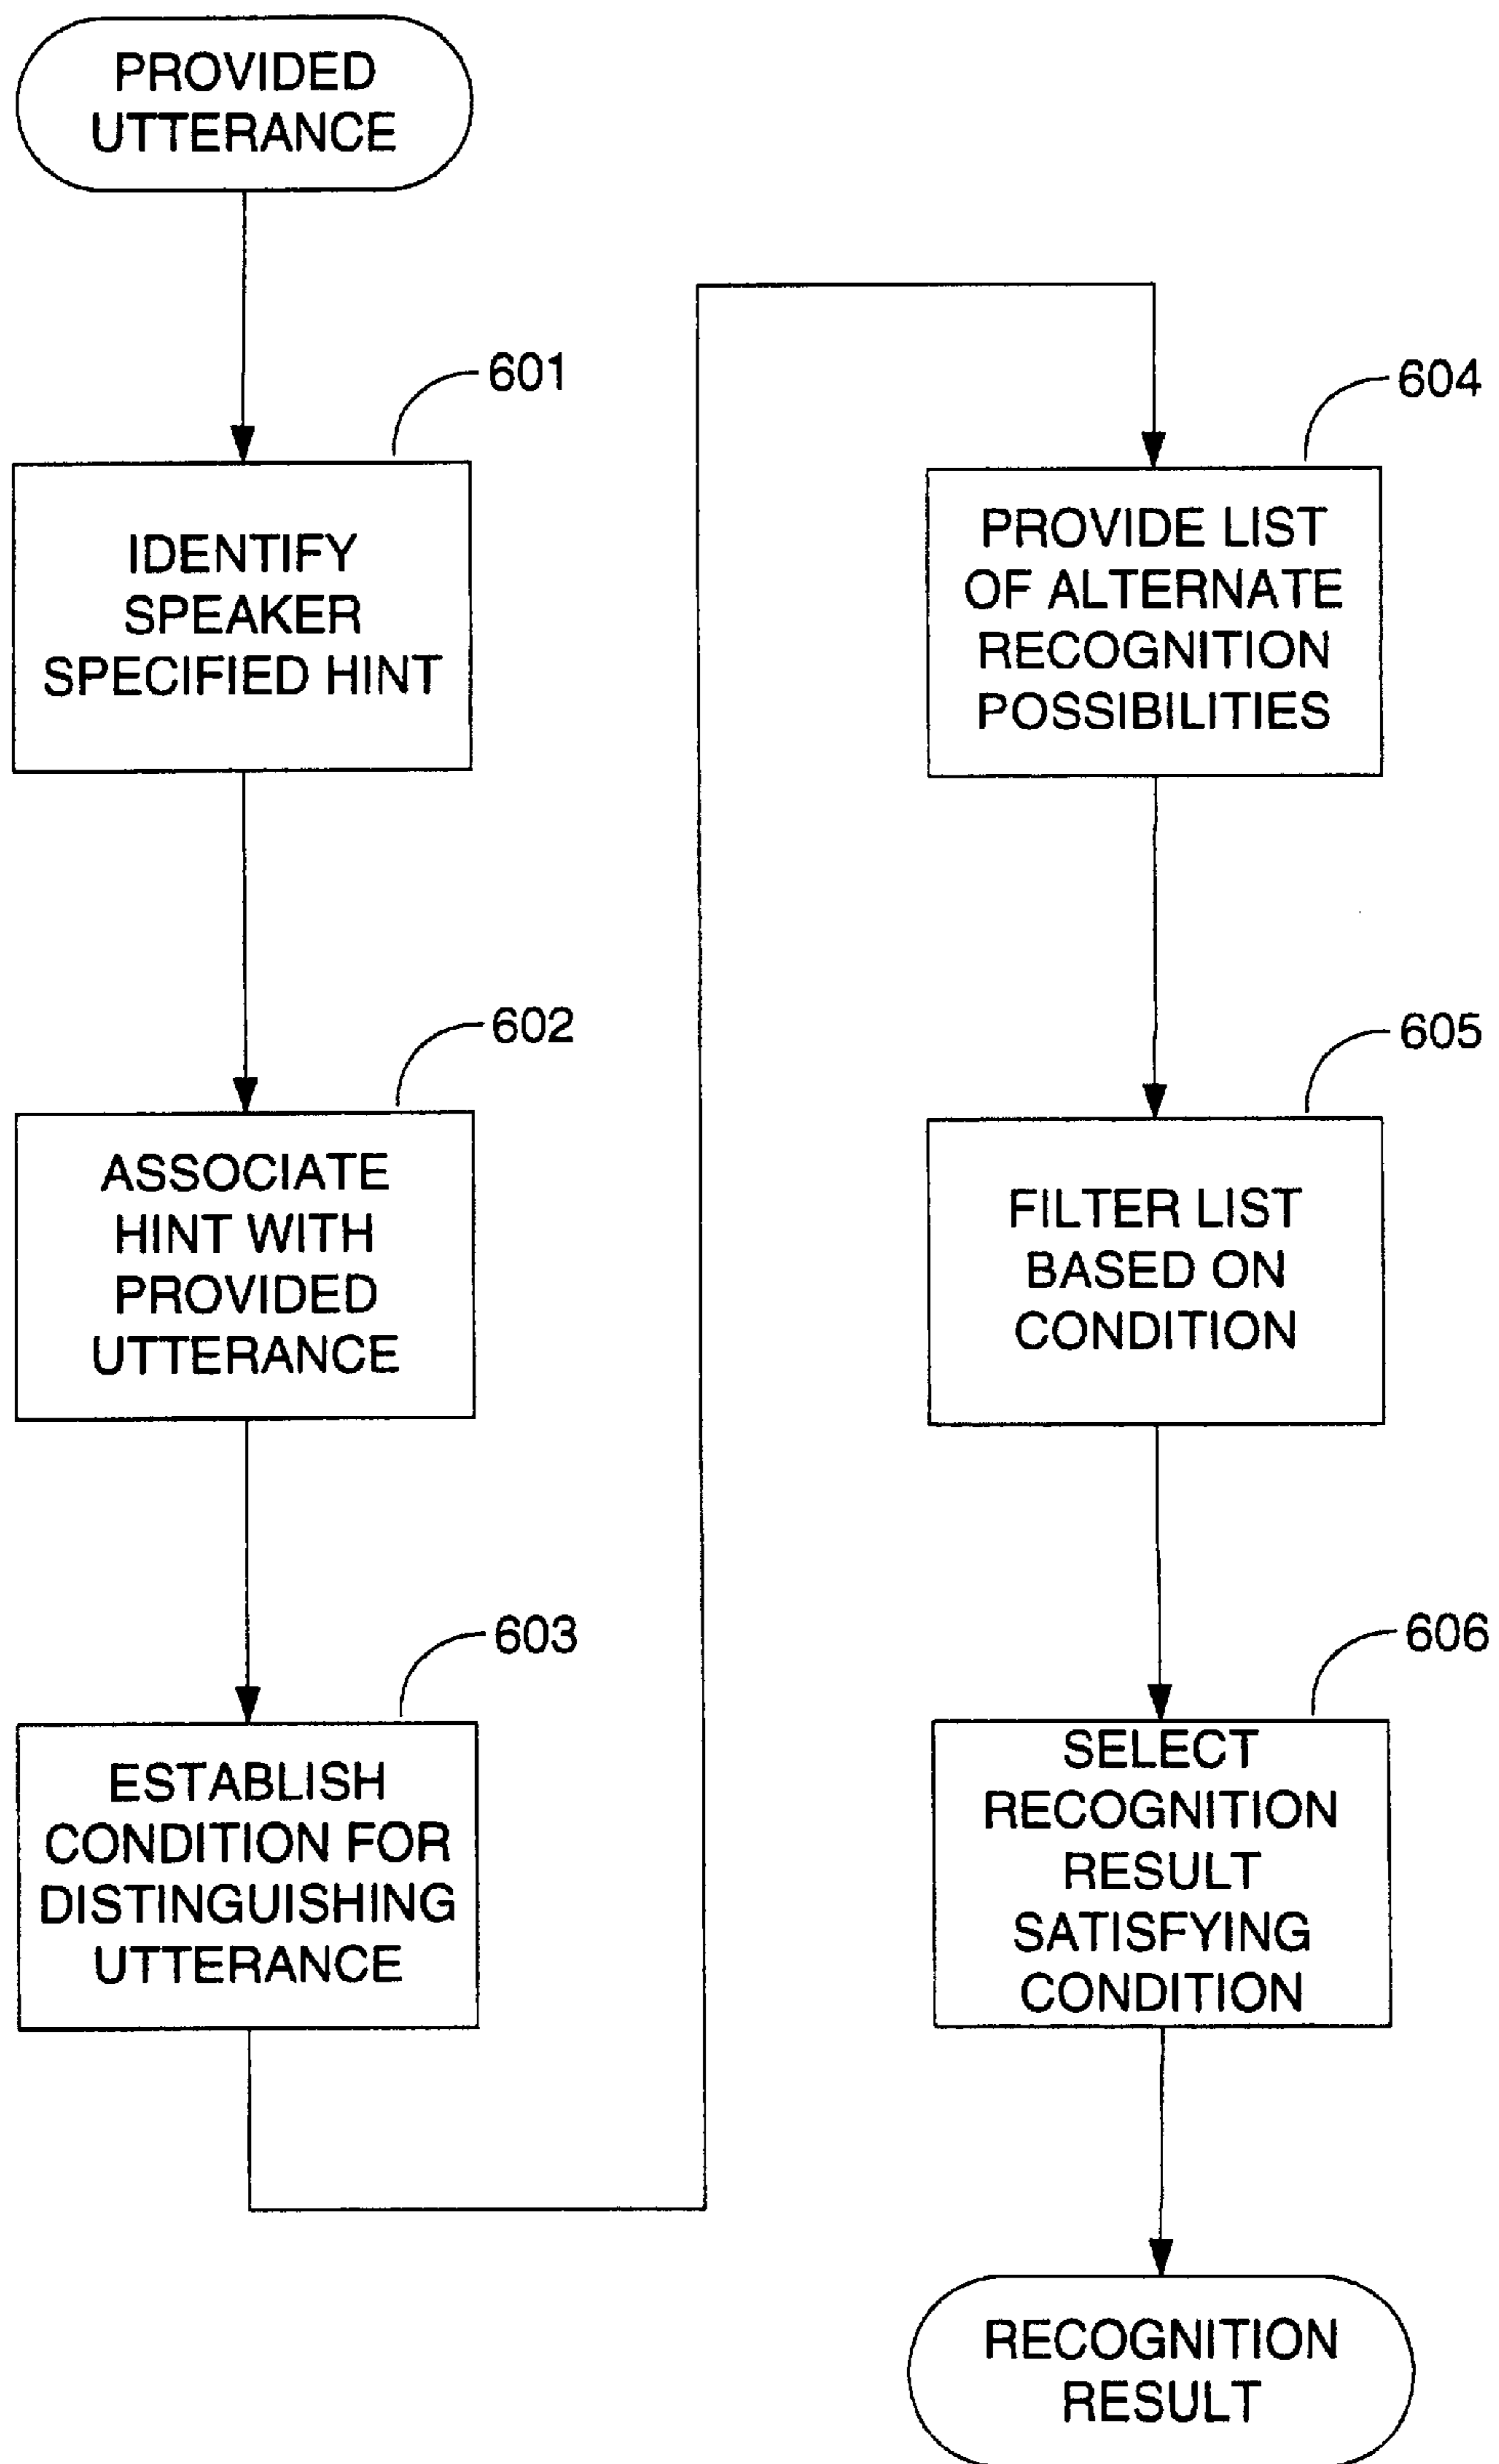 PROVIDED
UTTERANCE
601
IDENTIFY
SPEAKER
SPECIFIED HINT
602
ASSOCIATE
HINT WITH
PROVIDED
UTTERANCE
603
ESTABLISH
CONDITION FOR
DISTINGUISHING
UTTERANCE
604
PROVIDE LIST
OF ALTERNATE
RECOGNITION
POSSIBILITIES
605
FILTER LIST
BASED ON
CONDITION
606
SELECT
RECOGNITION
RESULT
SATISFYING
CONDITION
RECOGNITION
RESULT